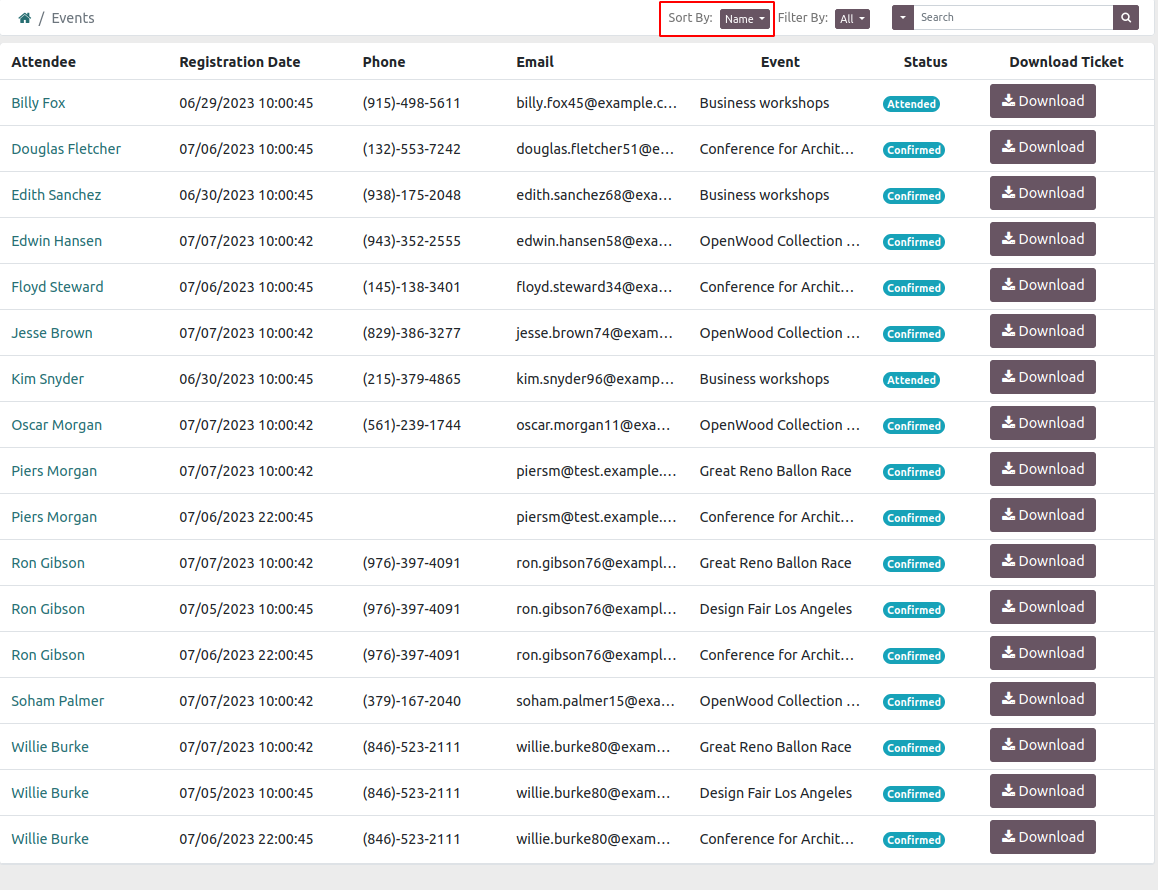 / Events Sort By: Name Filter By: All Search
Attendee Registration Date Phone Email Event Status Download Ticket
Billy Fox 06/29/2023 10:00:45 (915)-498-5611 billy.fox45@example.c... Business workshops Attended Download
Douglas Fletcher 07/06/2023 10:00:45 (132)-553-7242 douglas.fletcher51@e... Conference for Archit... Confirmed Download
Edith Sanchez 06/30/2023 10:00:45 (938)-175-2048 edith.sanchez68@exa... Business workshops Confirmed Download
Edwin Hansen 07/07/2023 10:00:42 (943)-352-2555 edwin.hansen58@exa... OpenWood Collection ... Confirmed Download
Floyd Steward 07/06/2023 10:00:45 (145)-138-3401 floyd.steward34@exa... Conference for Archit... Confirmed Download
Jesse Brown 07/07/2023 10:00:42 (829)-386-3277 jesse.brown74@exam... OpenWood Collection ... Confirmed Download
Kim Snyder 06/30/2023 10:00:45 (215)-379-4865 kim.snyder96@examp... Business workshops Attended Download
Oscar Morgan 07/07/2023 10:00:42 (561)-239-1744 oscar.morgan11@exa... OpenWood Collection ... Confirmed Download
Piers Morgan 07/07/2023 10:00:42 piersm@test.example.... Great Reno Ballon Race Confirmed Download
Piers Morgan 07/06/2023 22:00:45 piersm@test.example.... Conference for Archit... Confirmed Download
Ron Gibson 07/07/2023 10:00:42 (976)-397-4091 ron.gibson76@exampl... Great Reno Ballon Race Confirmed Download
Ron Gibson 07/05/2023 10:00:45 (976)-397-4091 ron.gibson76@exampl... Design Fair Los Angeles Confirmed Download
Ron Gibson 07/06/2023 22:00:45 (976)-397-4091 ron.gibson76@exampl... Conference for Archit... Confirmed Download
Soham Palmer 07/07/2023 10:00:42 (379)-167-2040 soham.palmer15@exa... OpenWood Collection ... Confirmed Download
Willie Burke 07/07/2023 10:00:42 (846)-523-2111 willie.burke80@exam... Great Reno Ballon Race Confirmed Download
Willie Burke 07/05/2023 10:00:45 (846)-523-2111 willie.burke80@exam... Design Fair Los Angeles Confirmed Download
Willie Burke 07/06/2023 22:00:45 (846)-523-2111 willie.burke80@exam... Conference for Archit... Confirmed Download